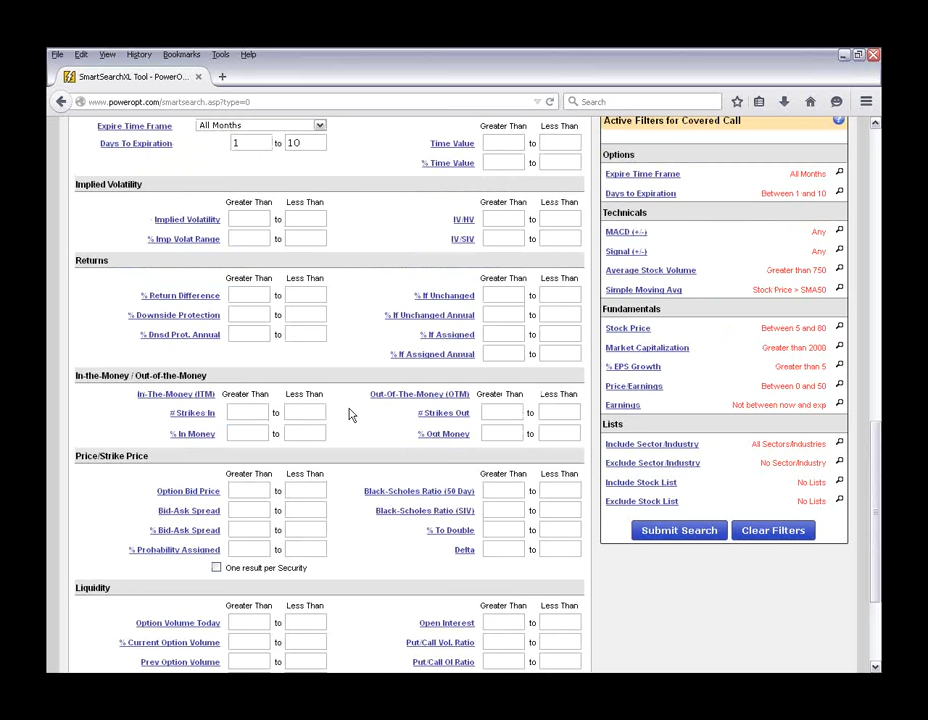 File Edit View History Bookmarks Tools Help
SmartSearchXL Tool - PowerO... × +
www.poweropt.com/smartsearch.asp?type=0 Search
Expire Time Frame All Months Greater Than Less Than
Days To Expiration 1 to 10 Time Value to
% Time Value to
Implied Volatility
Greater Than Less Than Greater Than Less Than
Implied Volatility to IV/HV to
% Imp Volat Range to IV/SIV to
Returns
Greater Than Less Than Greater Than Less Than
% Return Difference to % If Unchanged to
% Downside Protection to % If Unchanged Annual to
% Dnsd Prot. Annual to % If Assigned to
% If Assigned Annual to
In-the-Money / Out-of-the-Money
In-The-Money (ITM) Greater Than Less Than Out-Of-The-Money (OTM) Greater Than Less Than
# Strikes In to # Strikes Out to
% In Money to % Out Money to
Price/Strike Price
Greater Than Less Than Greater Than Less Than
Option Bid Price to Black-Scholes Ratio (50 Day) to
Bid-Ask Spread to Black-Scholes Ratio (SIV) to
% Bid-Ask Spread to % To Double to
% Probability Assigned to Delta to
One result per Security
Liquidity
Greater Than Less Than Greater Than Less Than
Option Volume Today to Open Interest to
% Current Option Volume to Put/Call Vol. Ratio to
Prev Option Volume to Put/Call OI Ratio to
Active Filters for Covered Call ?
Options
Expire Time Frame All Months
Days to Expiration Between 1 and 10
Technicals
MACD (+/-) Any
Signal (+/-) Any
Average Stock Volume Greater than 750
Simple Moving Avg Stock Price > SMA50
Fundamentals
Stock Price Between 5 and 80
Market Capitalization Greater than 2000
% EPS Growth Greater than 5
Price/Earnings Between 0 and 50
Earnings Not between now and exp
Lists
Include Sector/Industry All Sectors/Industries
Exclude Sector/Industry No Sector/Industry
Include Stock List No Lists
Exclude Stock List No Lists
Submit Search Clear Filters